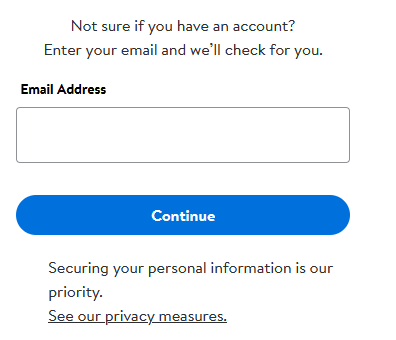 Not sure if you have an account?
Enter your email and we’ll check for you.
Email Address
Continue
Securing your personal information is our
priority.
See our privacy measures.